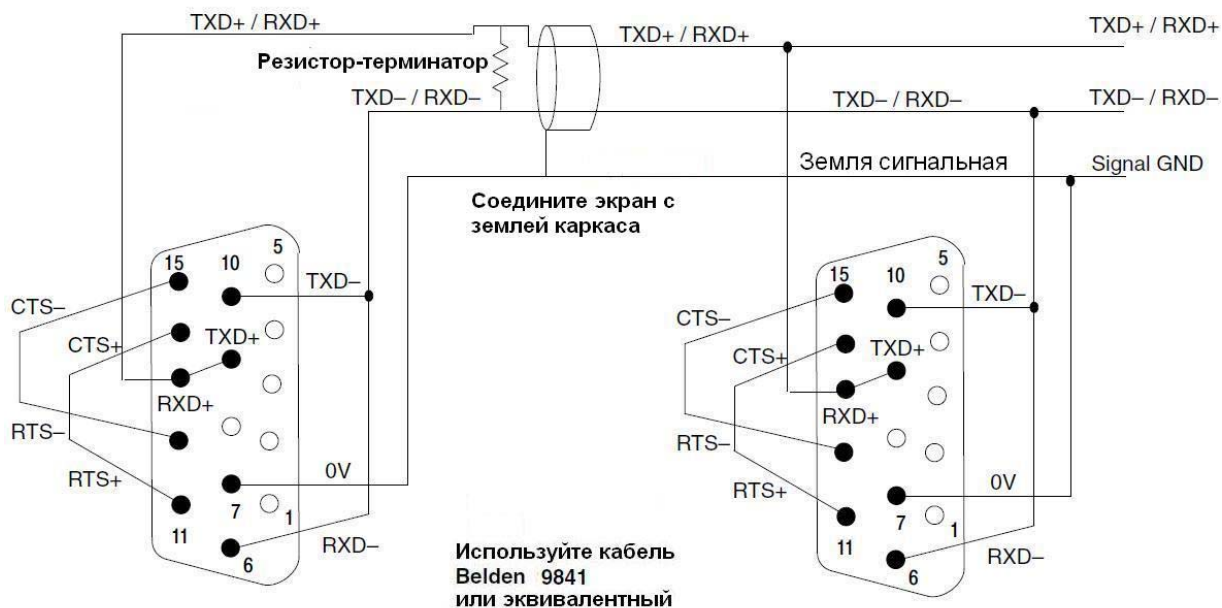 TXD+ / RXD+
TXD+ / RXD+
TXD+ / RXD+
Резистор-терминатор
TXD– / RXD–
TXD– / RXD–
TXD– / RXD–
Земля сигнальная
Signal GND
Соедините экран с
землей каркаса
15
10
5
TXD–
CTS–
CTS+
TXD+
RXD+
RTS–
RTS+
0V
11
7
1
6
RXD–
15
10
5
TXD–
CTS–
CTS+
TXD+
RXD+
RTS–
RTS+
0V
11
7
1
6
RXD–
Используйте кабель
Belden 9841
или эквивалентный